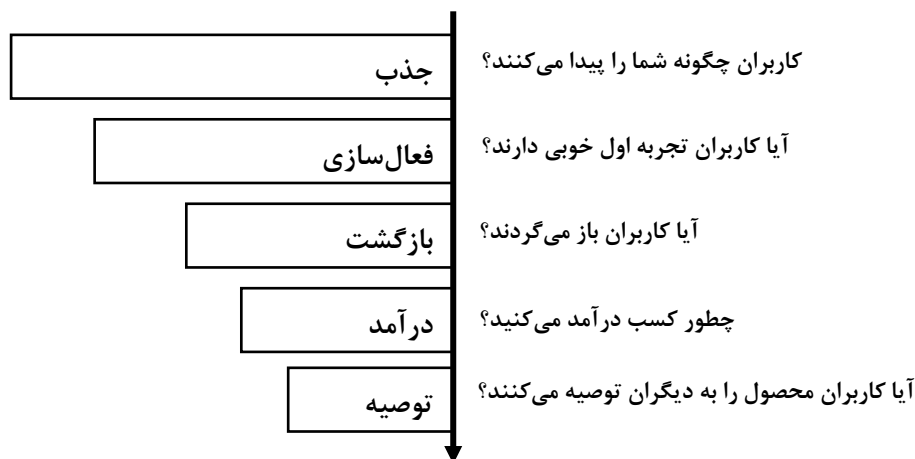 کاربران چگونه شما را پیدا می‌کنند؟
جذب
آیا کاربران تجربه اول خوبی دارند؟
فعال‌سازی
آیا کاربران باز می‌گردند؟
بازگشت
چطور کسب درآمد می‌کنید؟
درآمد
آیا کاربران محصول را به دیگران توصیه می‌کنند؟
توصیه